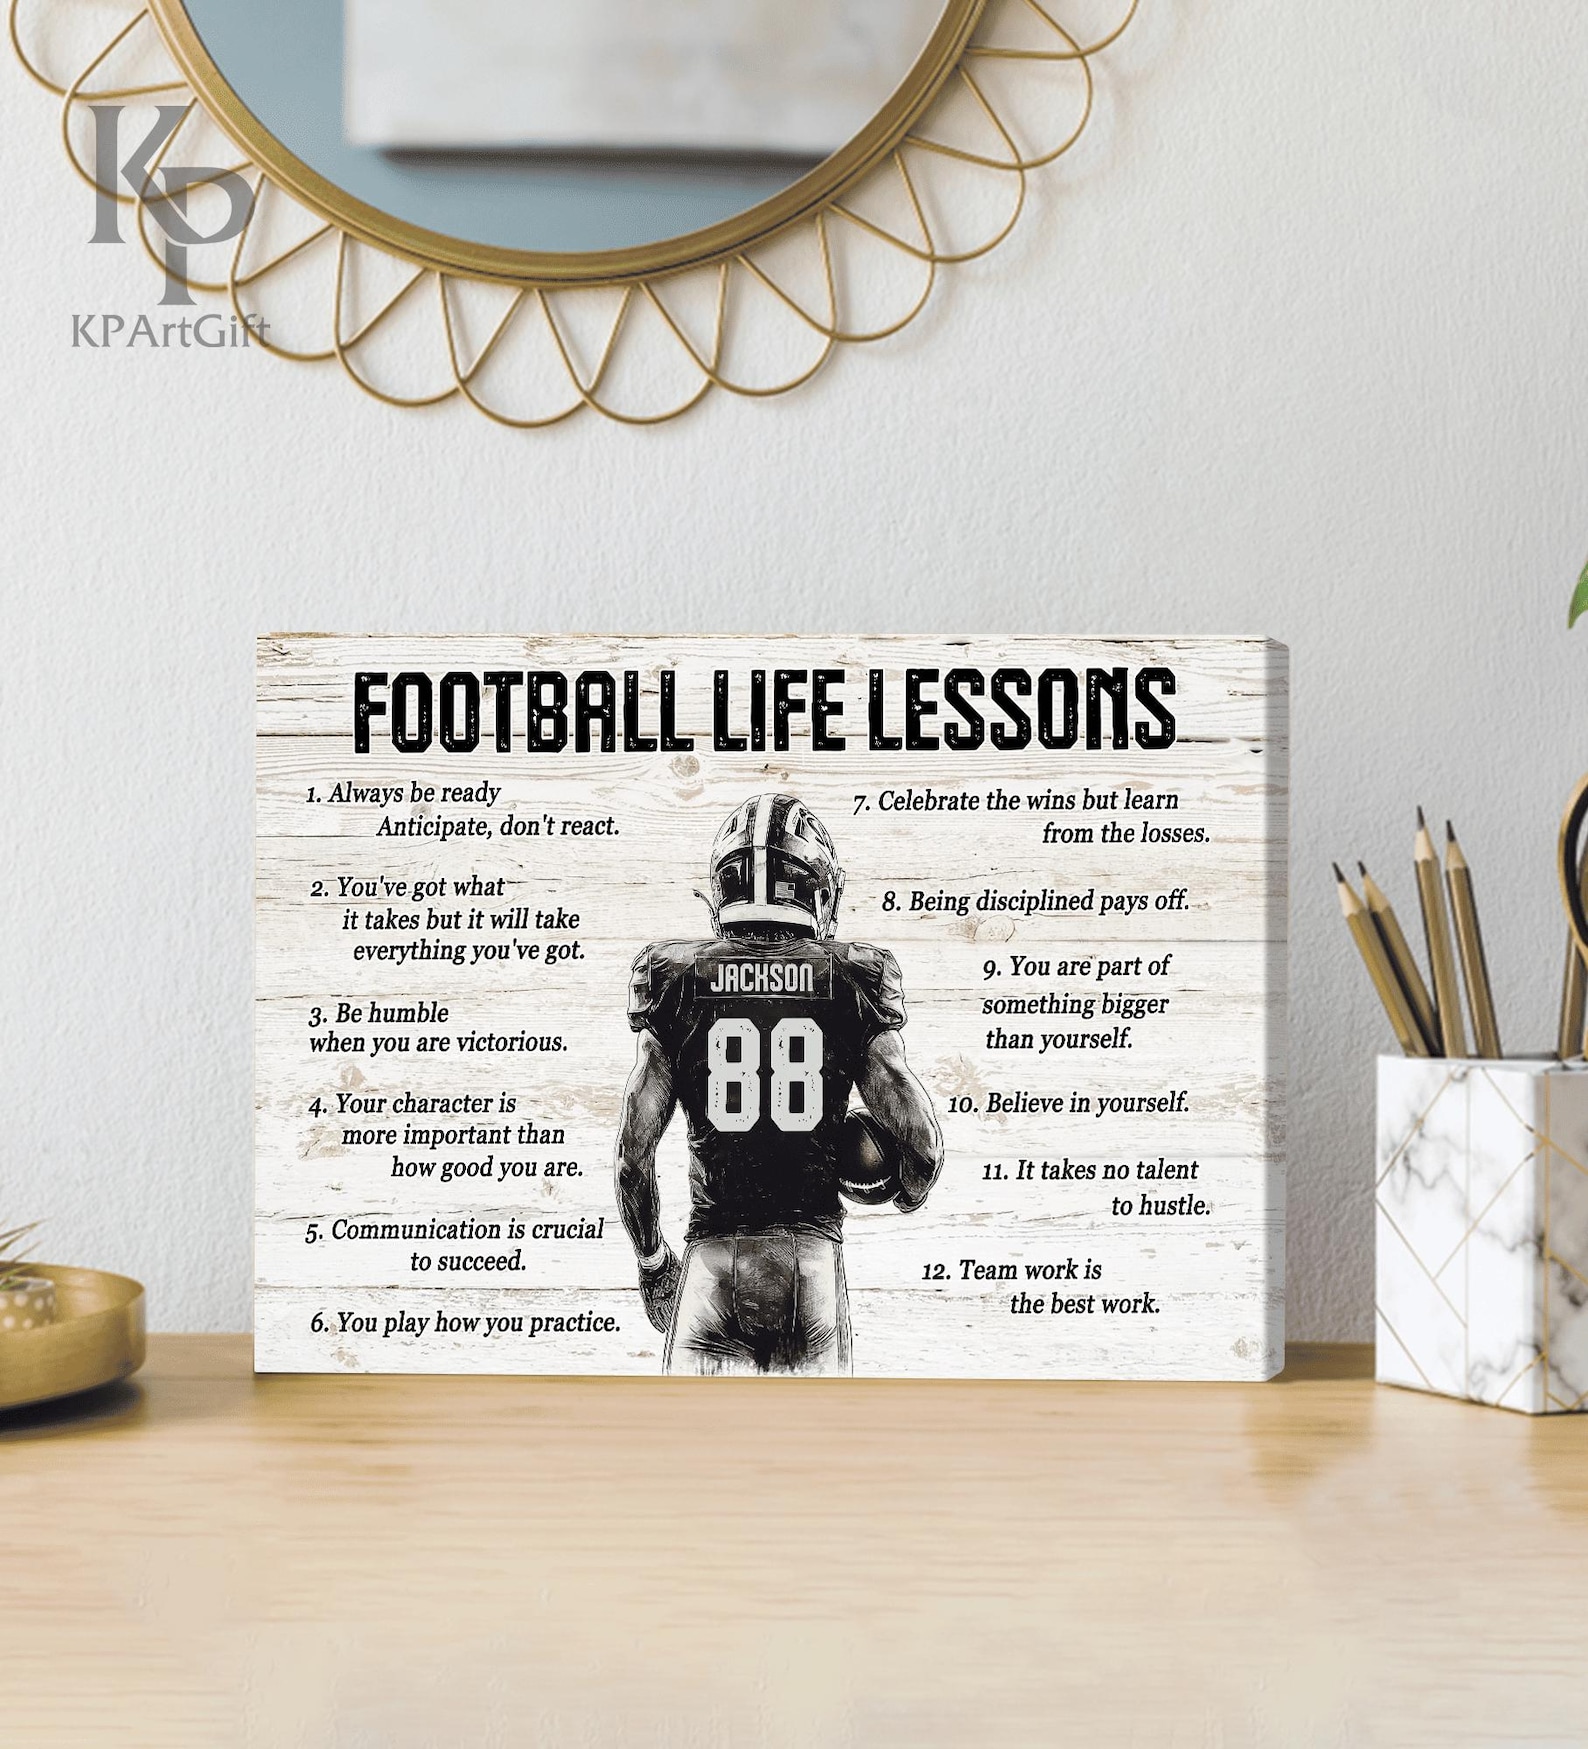 KP
KPArtGift
FOOTBALL LIFE LESSONS
1. Always be ready
Anticipate, don't react.
2. You've got what
it takes but it will take
everything you've got.
3. Be humble
when you are victorious.
4. Your character is
more important than
how good you are.
5. Communication is crucial
to succeed.
6. You play how you practice.
JACKSON
88
7. Celebrate the wins but learn
from the losses.
8. Being disciplined pays off.
9. You are part of
something bigger
than yourself.
10. Believe in yourself.
11. It takes no talent
to hustle.
12. Team work is
the best work.